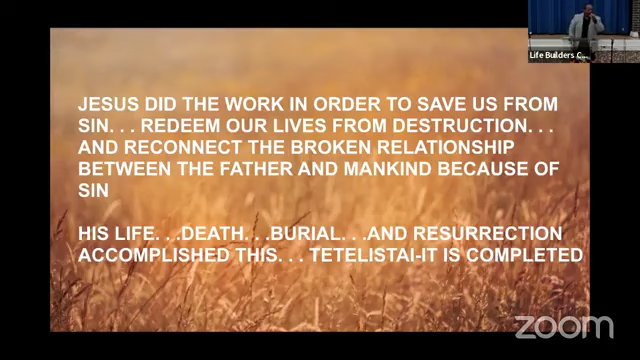 Life Builders C...
JESUS DID THE WORK IN ORDER TO SAVE US FROM
SIN. . . REDEEM OUR LIVES FROM DESTRUCTION. . .
AND RECONNECT THE BROKEN RELATIONSHIP
BETWEEN THE FATHER AND MANKIND BECAUSE OF
SIN
HIS LIFE. . .DEATH. . .BURIAL. . .AND RESURRECTION
ACCOMPLISHED THIS. . . TETELISTAI-IT IS COMPLETED
zoom